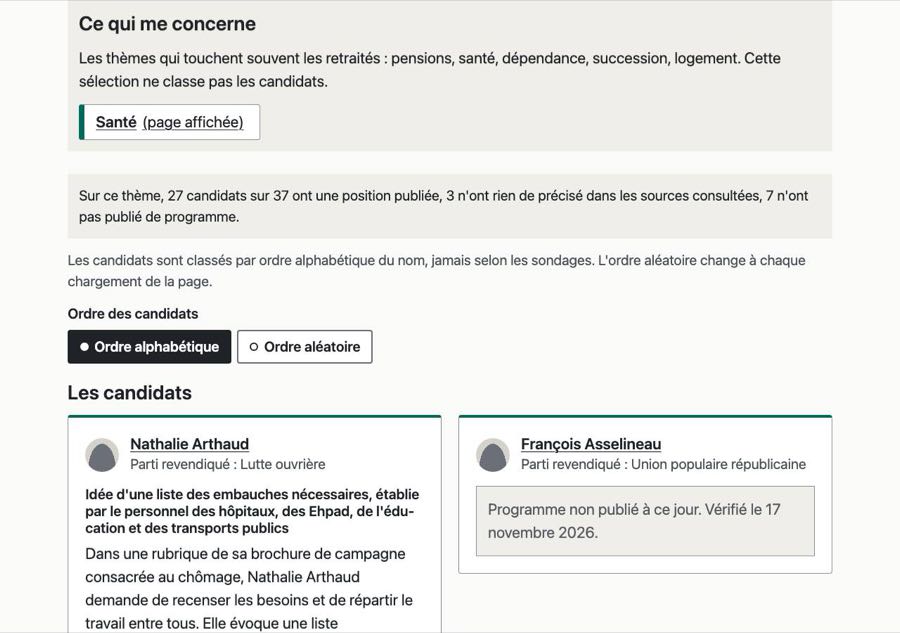 Ce qui me concerne
Les thèmes qui touchent souvent les retraités : pensions, santé, dépendance, succession, logement. Cette
sélection ne classe pas les candidats.
Santé (page affichée)
Sur ce thème, 27 candidats sur 37 ont une position publiée, 3 n'ont rien de précisé dans les sources consultées, 7 n'ont
pas publié de programme.
Les candidats sont classés par ordre alphabétique du nom, jamais selon les sondages. L'ordre aléatoire change à chaque
chargement de la page.
Ordre des candidats
Ordre alphabétique
Ordre aléatoire
Les candidats
Nathalie Arthaud
Parti revendiqué : Lutte ouvrière
Idée d'une liste des embauches nécessaires, établie
par le personnel des hôpitaux, des Ehpad, de l'édu-
cation et des transports publics
Dans une rubrique de sa brochure de campagne
consacrée au chômage, Nathalie Arthaud
demande de recenser les besoins et de répartir le
travail entre tous. Elle évoque une liste
François Asselineau
Parti revendiqué : Union populaire républicaine
Programme non publié à ce jour. Vérifié le 17
novembre 2026.